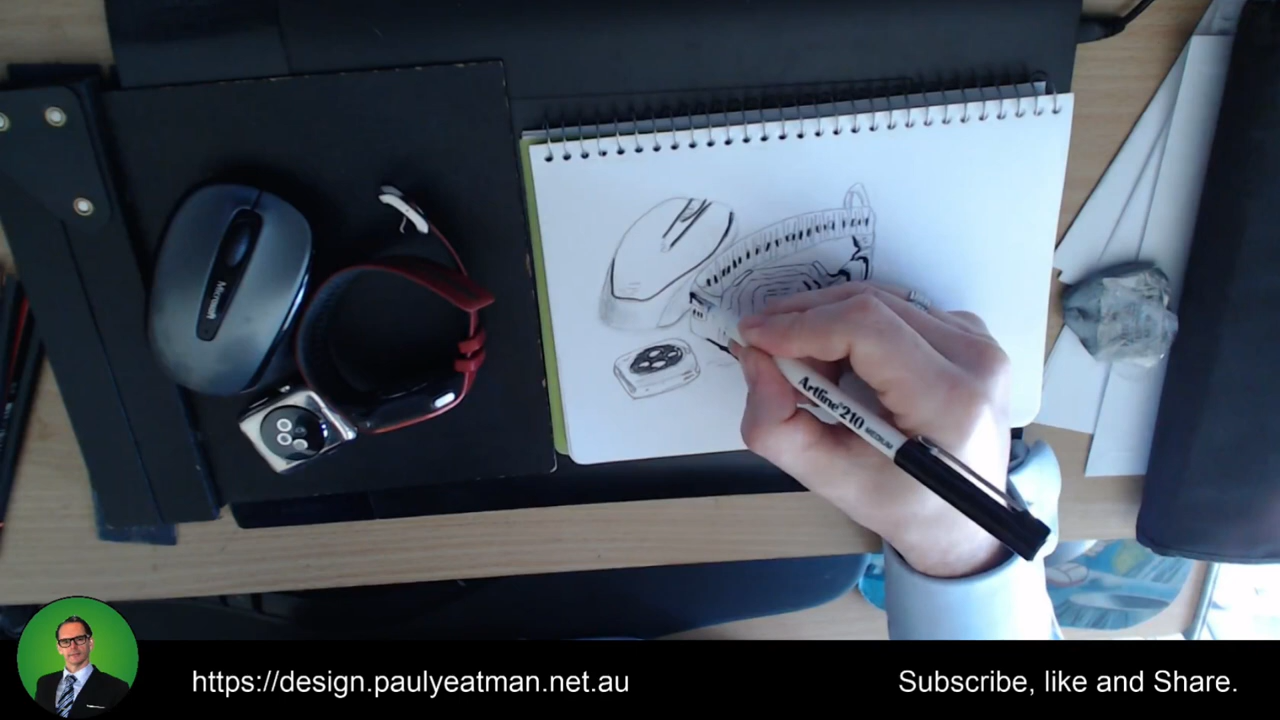 Microsoft
Artline® 210 MEDIUM
https://design.paulyeatman.net.au
Subscribe, like and Share.